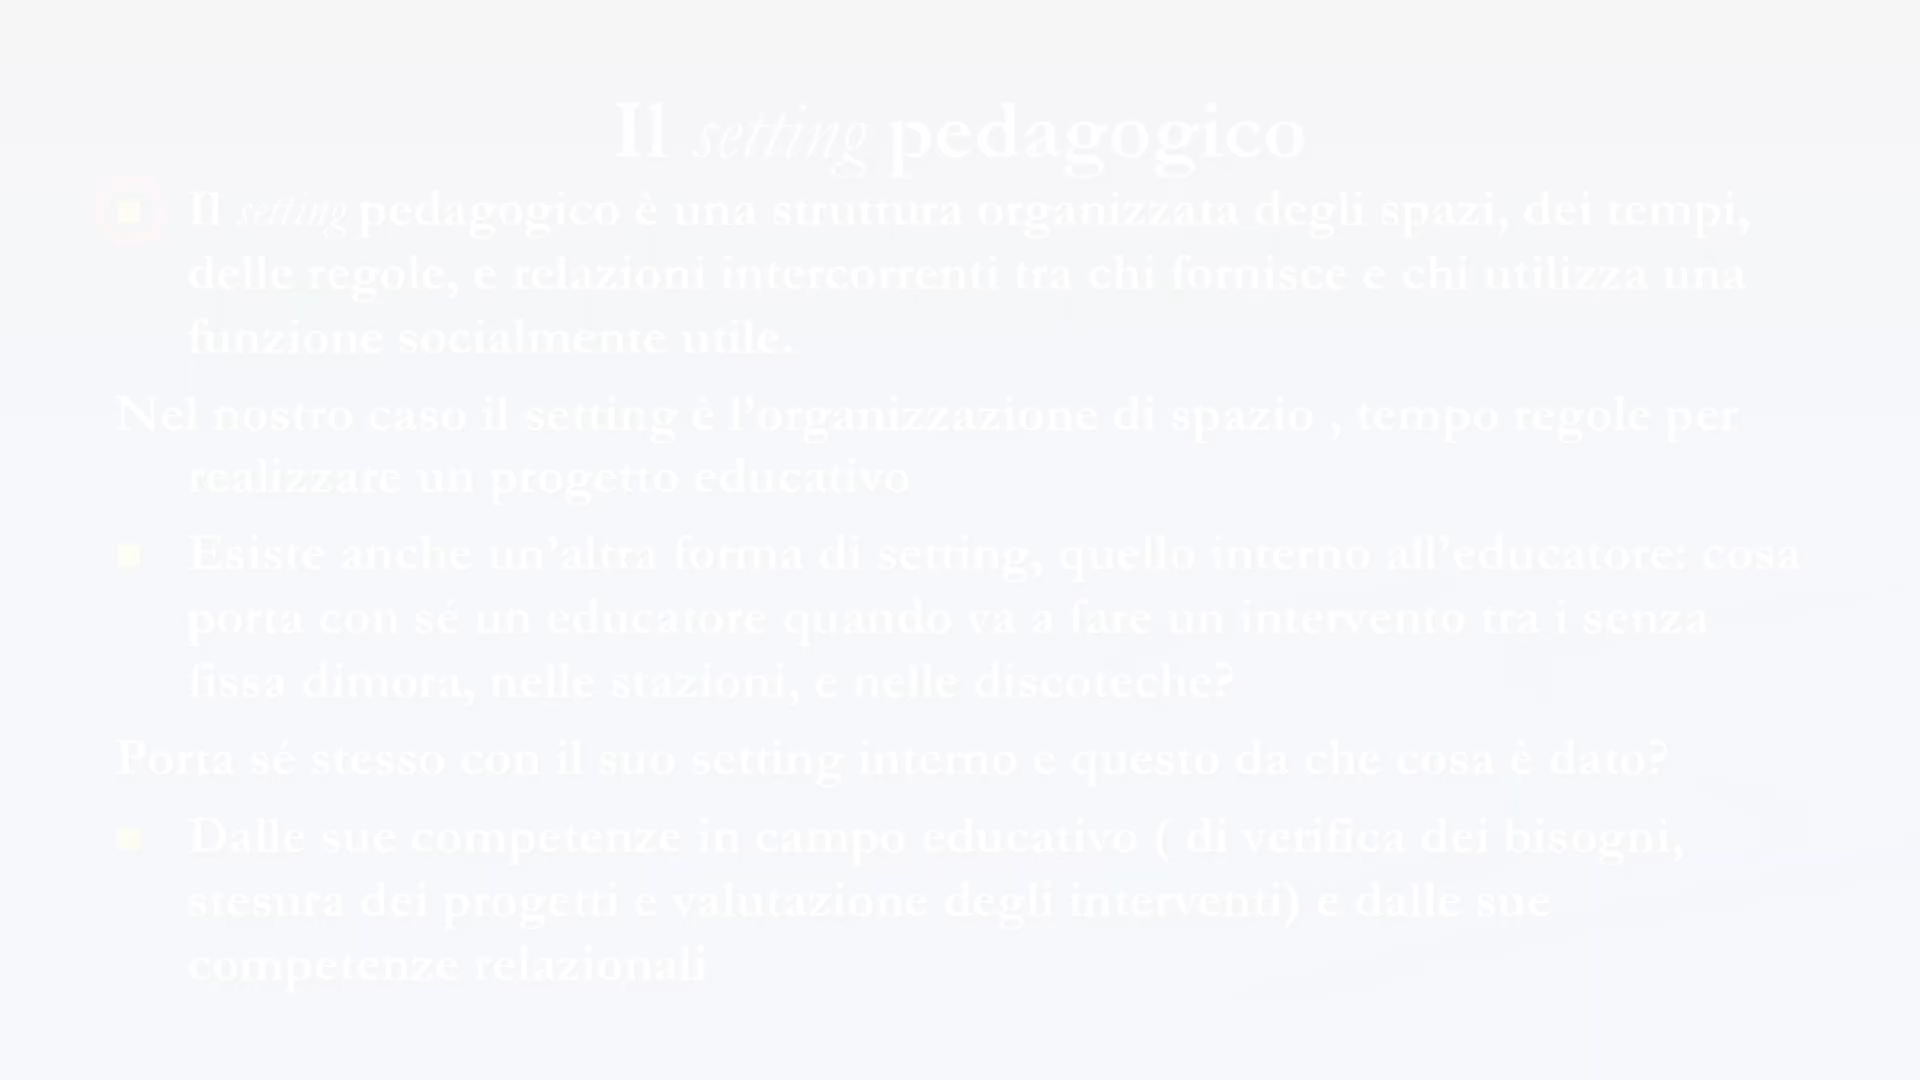 Il setting pedagogico
Il setting pedagogico è una struttura organizzata degli spazi, dei tempi,
delle regole, e relazioni intercorrenti tra chi fornisce e chi utilizza una
funzione socialmente utile.
Nel nostro caso il setting è l’organizzazione di spazio , tempo regole per
realizzare un progetto educativo
Esiste anche un’altra forma di setting, quello interno all’educatore: cosa
porta con sé un educatore quando va a fare un intervento tra i senza
fissa dimora, nelle stazioni, e nelle discoteche?
Porta sé stesso con il suo setting interno e questo da che cosa è dato?
Dalle sue competenze in campo educativo ( di verifica dei bisogni,
stesura dei progetti e valutazione degli interventi) e dalle sue
competenze relazionali